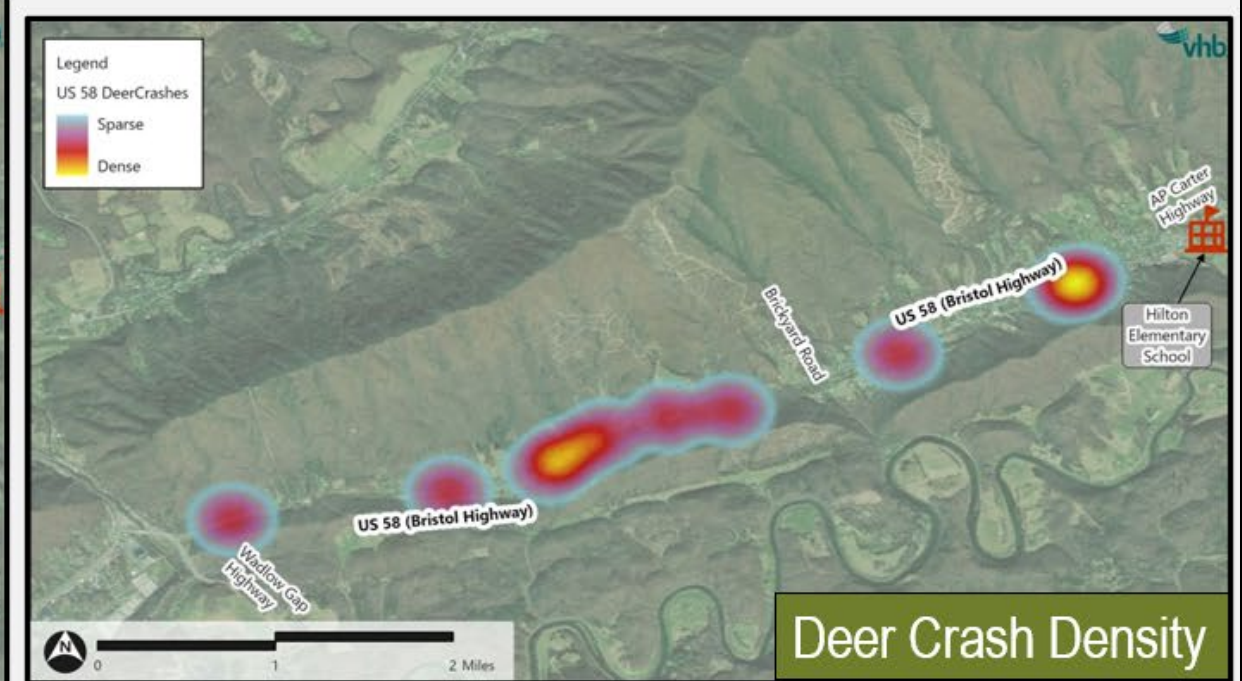 vhb
Legend
US 58 DeerCrashes
Sparse
Dense
AP Carter
Highway
US 58 (Bristol Highway)
Brickyard Road
Hilton
Elementary
School
US 58 (Bristol Highway)
Wadlow Gap
Highway
N
0 1 2 Miles
Deer Crash Density